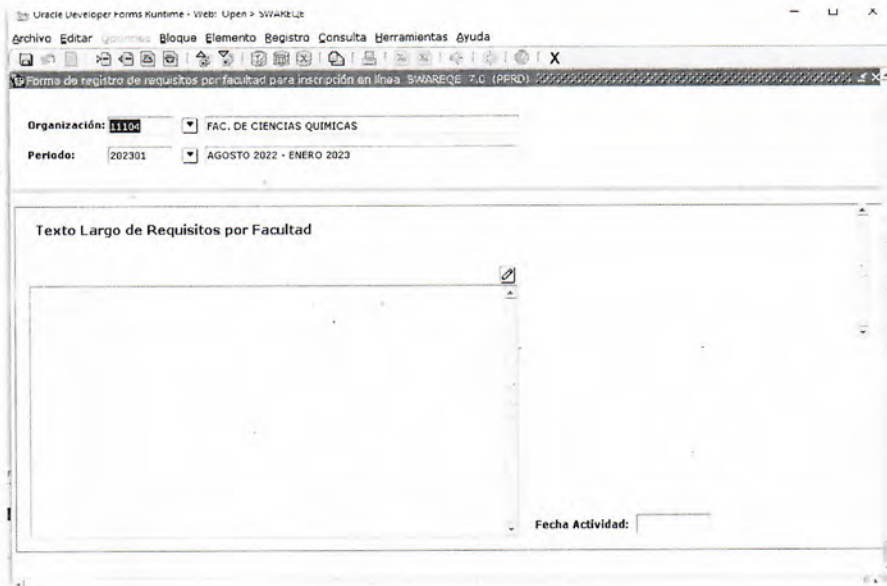 Oracle Developer Forms Runtime - Web: Open > SWAREQE
Archivo Editar Opciones Bloque Elemento Registro Consulta Herramientas Ayuda
X
Forma de registro de requisitos por facultad para inscripción en línea SWAREQE 7.0 (PPRD)
Organización: 11104 FAC. DE CIENCIAS QUIMICAS
Periodo: 202301 AGOSTO 2022 - ENERO 2023
Texto Largo de Requisitos por Facultad
Fecha Actividad: